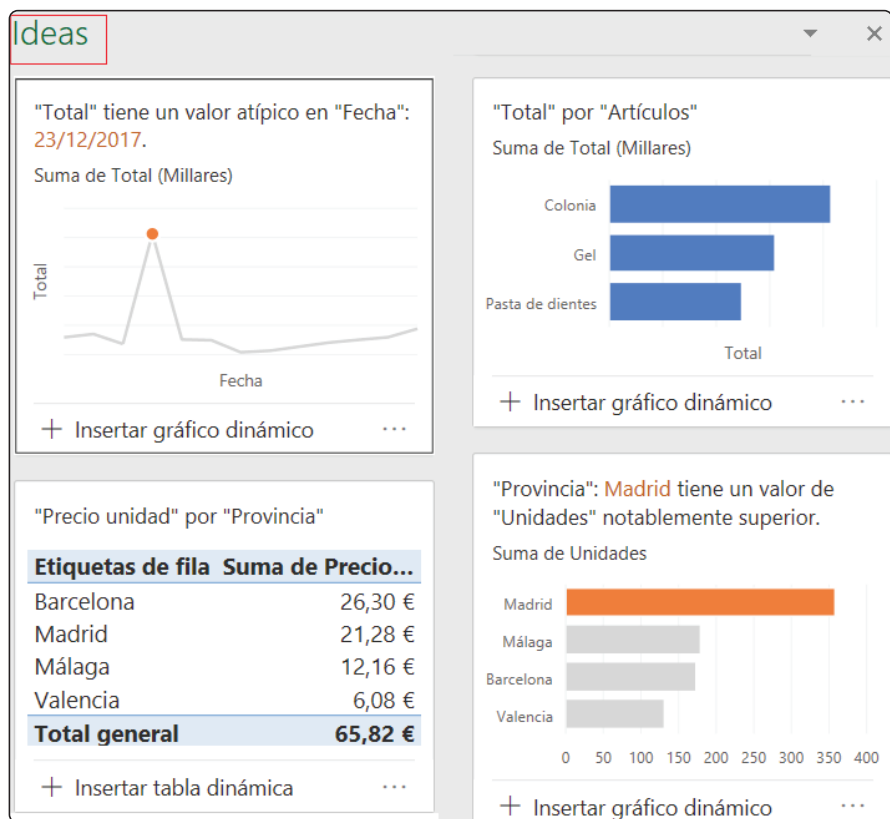 Ideas
"Total" tiene un valor atípico en "Fecha":
23/12/2017.
Suma de Total (Millares)
Total
Fecha
+ Insertar gráfico dinámico ...
"Total" por "Artículos"
Suma de Total (Millares)
Colonia
Gel
Pasta de dientes
Total
+ Insertar gráfico dinámico ...
"Precio unidad" por "Provincia"
Etiquetas de fila Suma de Precio...
Barcelona 26,30 €
Madrid 21,28 €
Málaga 12,16 €
Valencia 6,08 €
Total general 65,82 €
+ Insertar tabla dinámica ...
"Provincia": Madrid tiene un valor de
"Unidades" notablemente superior.
Suma de Unidades
Madrid
Málaga
Barcelona
Valencia
0 50 100 150 200 250 300 350 400
+ Insertar gráfico dinámico ...